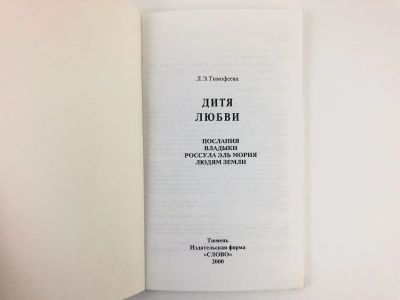 Л.Э.Тимофеева
ДИТЯ
ЛЮБВИ
ПОСЛАНИЯ
ВЛАДЫКИ
РОССУЛА ЭЛЬ МОРИЯ
ЛЮДЯМ ЗЕМЛИ
Тюмень
Издательская фирма
«СЛОВО»
2000